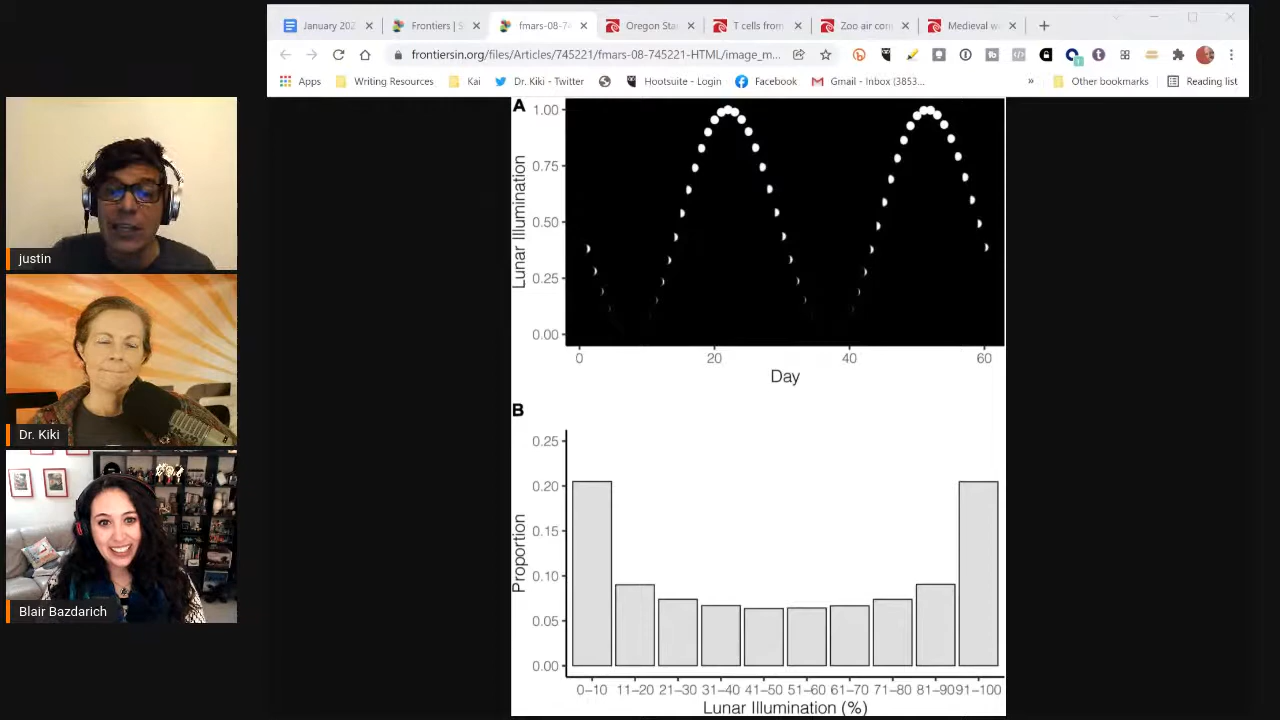 January 202
Frontiers | S
fmars-08-74
Oregon Sta
T cells from
Zoo air con
Medieval w
frontiersin.org/files/Articles/745221/fmars-08-745221-HTML/image_m...
Apps
Writing Resources
Kai
Dr. Kiki - Twitter
Hootsuite - Login
Facebook
Gmail - Inbox (3853...
»
Other bookmarks
Reading list
justin
Dr. Kiki
Blair Bazdarich
A
1.00
0.75
0.50
0.25
0.00
Lunar Illumination
0 20 40 60
Day
B
0.25
0.20
0.15
0.10
0.05
0.00
Proportion
0–10 11–20 21–30 31–40 41–50 51–60 61–70 71–80 81–90 91–100
Lunar Illumination (%)